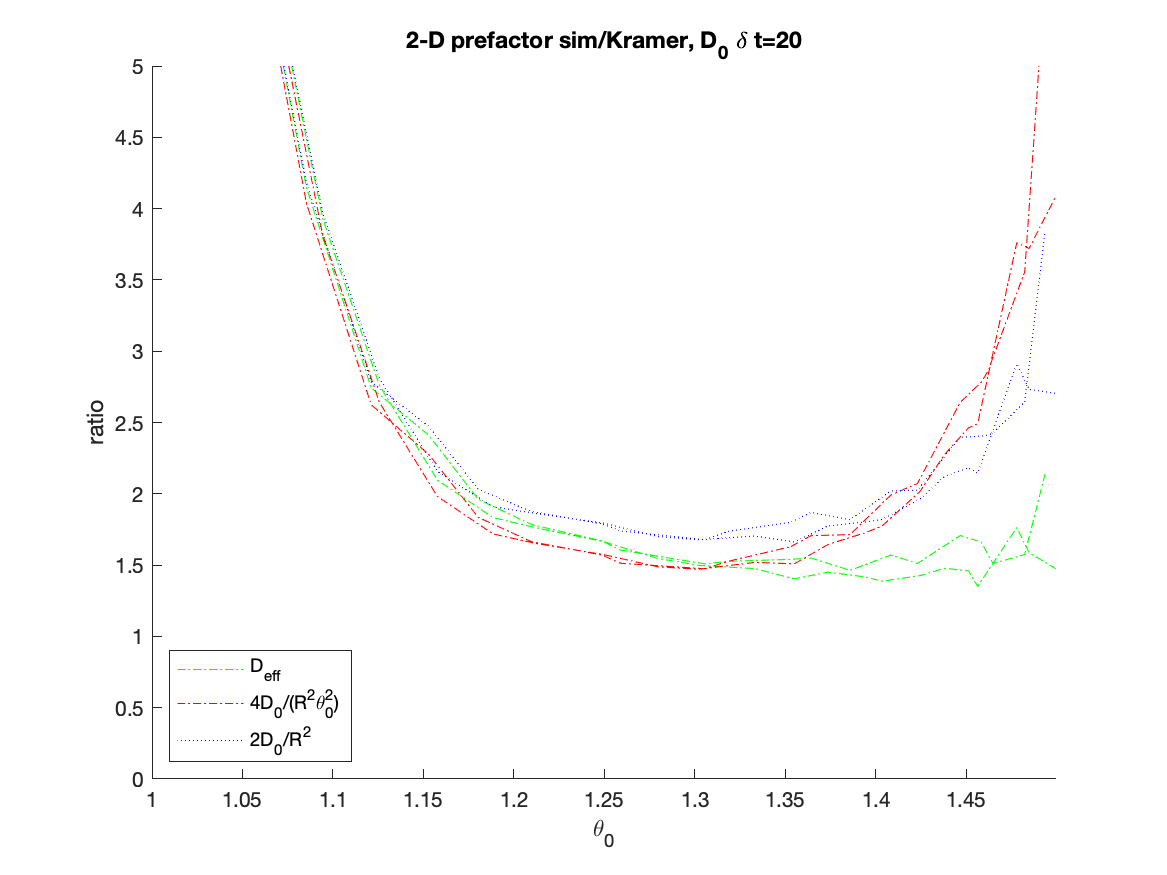 2-D prefactor sim/Kramer, D₀ δ t=20
5
4.5
4
3.5
3
2.5
2
1.5
1
0.5
0
ratio
D_eff
4D₀/(R²θ₀²)
2D₀/R²
1 1.05 1.1 1.15 1.2 1.25 1.3 1.35 1.4 1.45
θ₀